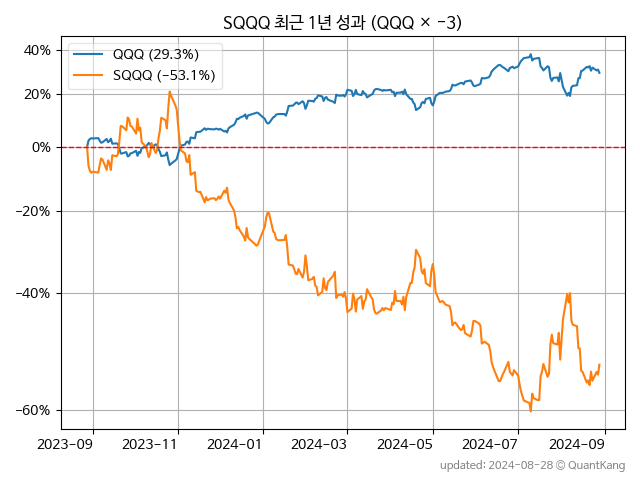 SQQQ 최근 1년 성과 (QQQ × −3)
QQQ (29.3%)
SQQQ (−53.1%)
40%
20%
0%
−20%
−40%
−60%
2023-09 2023-11 2024-01 2024-03 2024-05 2024-07 2024-09
updated: 2024-08-28 © QuantKang